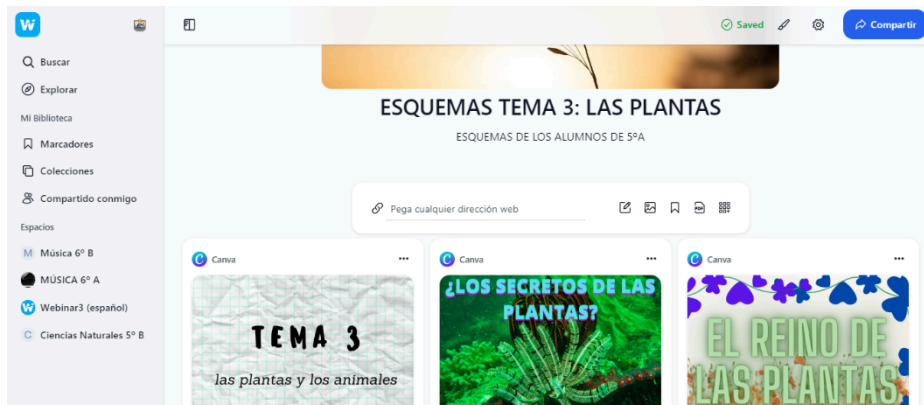 W
Saved
Compartir
Buscar
Explorar
Mi Biblioteca
Marcadores
Colecciones
Compartido conmigo
Espacios
M Música 6º B
MÚSICA 6º A
W Webinar3 (español)
C Ciencias Naturales 5º B
ESQUEMAS TEMA 3: LAS PLANTAS
ESQUEMAS DE LOS ALUMNOS DE 5ºA
Pega cualquier dirección web
PDF
C Canva
TEMA 3
las plantas y los animales
C Canva
¿LOS SECRETOS DE LAS
PLANTAS?
C Canva
EL REINO DE
LAS PLANTAS